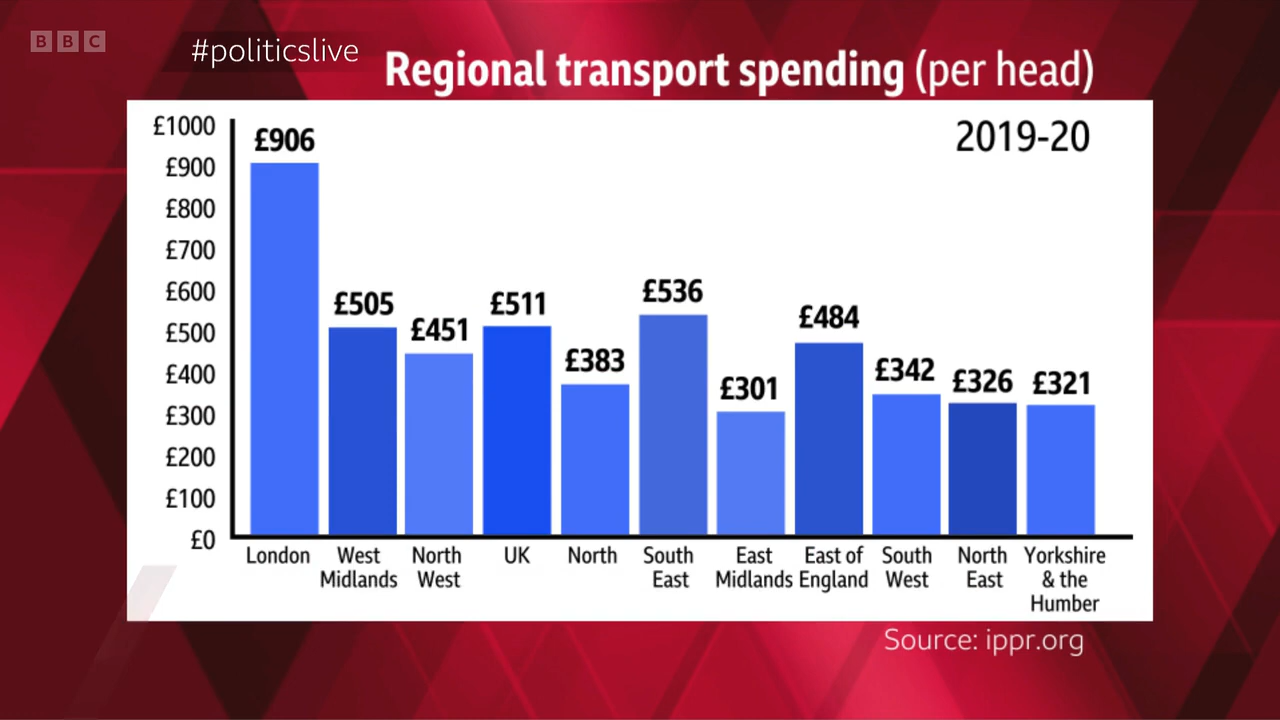 BBC
#politicslive
Regional transport spending (per head)
2019-20
£1000
£900
£800
£700
£600
£500
£400
£300
£200
£100
£0
£906
£505
£451
£511
£383
£536
£301
£484
£342
£326
£321
London
West
Midlands
North
West
UK
North
South
East
East
Midlands
East of
England
South
West
North
East
Yorkshire
& the
Humber
Source: ippr.org